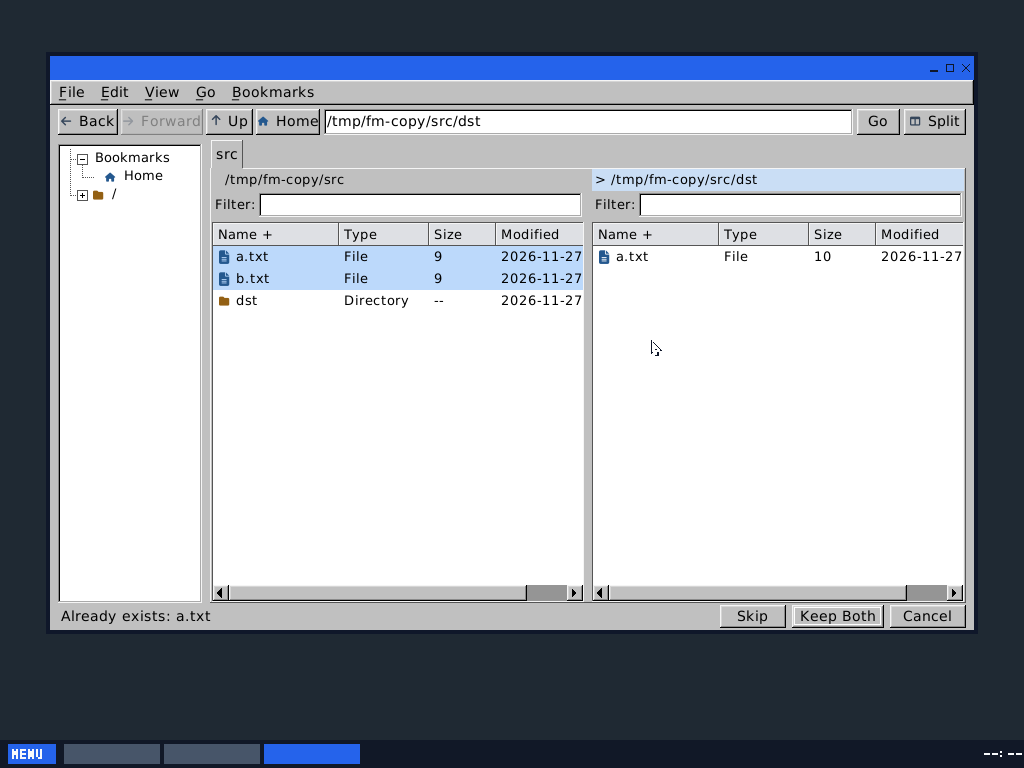 File Edit View Go Bookmarks
Back Forward Up Home /tmp/fm-copy/src/dst Go Split
Bookmarks
Home
/
src
/tmp/fm-copy/src
Filter:
Name + Type Size Modified
a.txt File 9 2026-11-27
b.txt File 9 2026-11-27
dst Directory -- 2026-11-27
> /tmp/fm-copy/src/dst
Filter:
Name + Type Size Modified
a.txt File 10 2026-11-27
Already exists: a.txt Skip Keep Both Cancel
MENU --:--